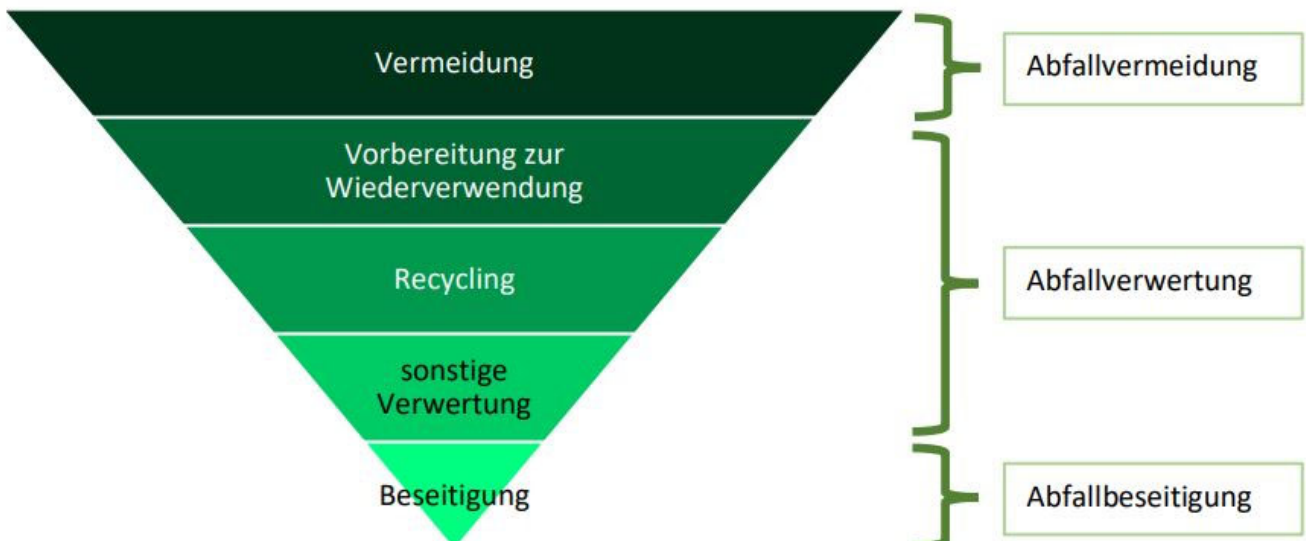 Vermeidung
Abfallvermeidung
Vorbereitung zur
Wiederverwendung
Recycling
Abfallverwertung
sonstige
Verwertung
Beseitigung
Abfallbeseitigung